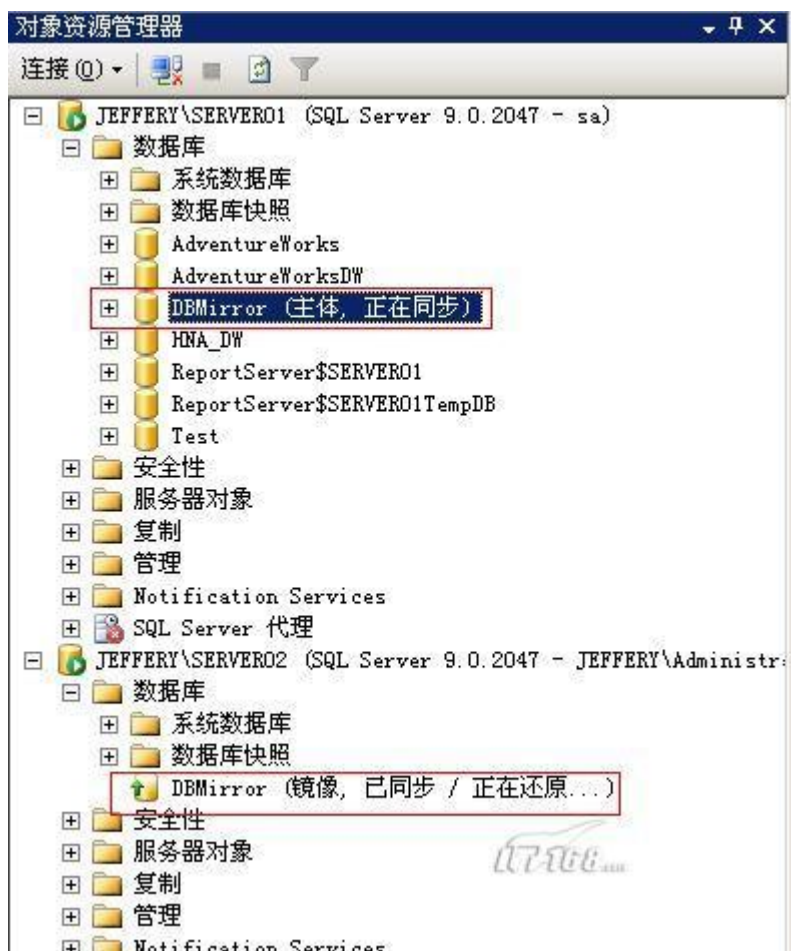 对象资源管理器
连接(O)
JEFFERY\SERVER01 (SQL Server 9.0.2047 - sa)
数据库
系统数据库
数据库快照
AdventureWorks
AdventureWorksDW
DBMirror (主体, 正在同步)
HNA_DW
ReportServer$SERVER01
ReportServer$SERVER01TempDB
Test
安全性
服务器对象
复制
管理
Notification Services
SQL Server 代理
JEFFERY\SERVER02 (SQL Server 9.0.2047 - JEFFERY\Administr
数据库
系统数据库
数据库快照
DBMirror (镜像, 已同步 / 正在还原...)
安全性
服务器对象
复制
管理
Notification Services